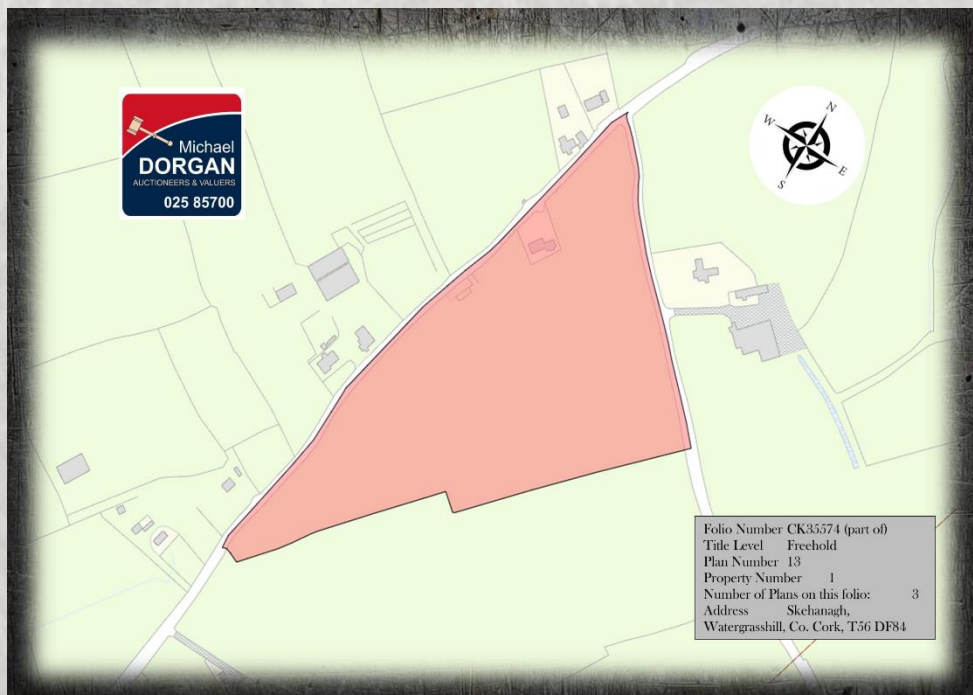 Michael
DORGAN
AUCTIONEERS & VALUERS
025 85700
N
W
E
S
Folio Number CK35574 (part of)
Title Level Freehold
Plan Number 13
Property Number 1
Number of Plans on this folio: 3
Address Skehanagh,
Watergrasshill, Co. Cork, T56 DF84